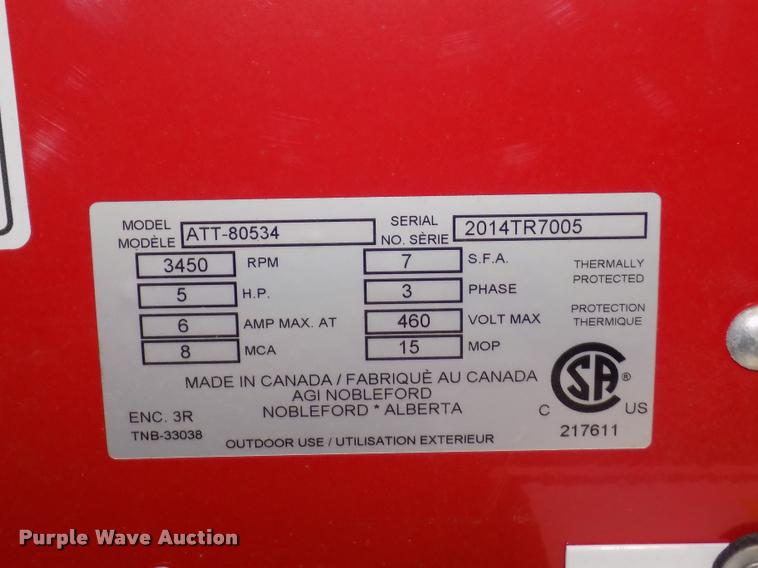 MODEL
MODÈLE
ATT-80534
SERIAL
NO. SÈRIE
2014TR7005
3450 RPM
7 S.F.A.
THERMALLY
PROTECTED
5 H.P.
3 PHASE
6 AMP MAX. AT
460 VOLT MAX
PROTECTION
THERMIQUE
8 MCA
15 MOP
MADE IN CANADA / FABRIQUÈ AU CANADA
AGI NOBLEFORD
NOBLEFORD * ALBERTA
ENC. 3R
TNB-33038
OUTDOOR USE / UTILISATION EXTERIEUR
SA ®
C US
217611
Purple Wave Auction